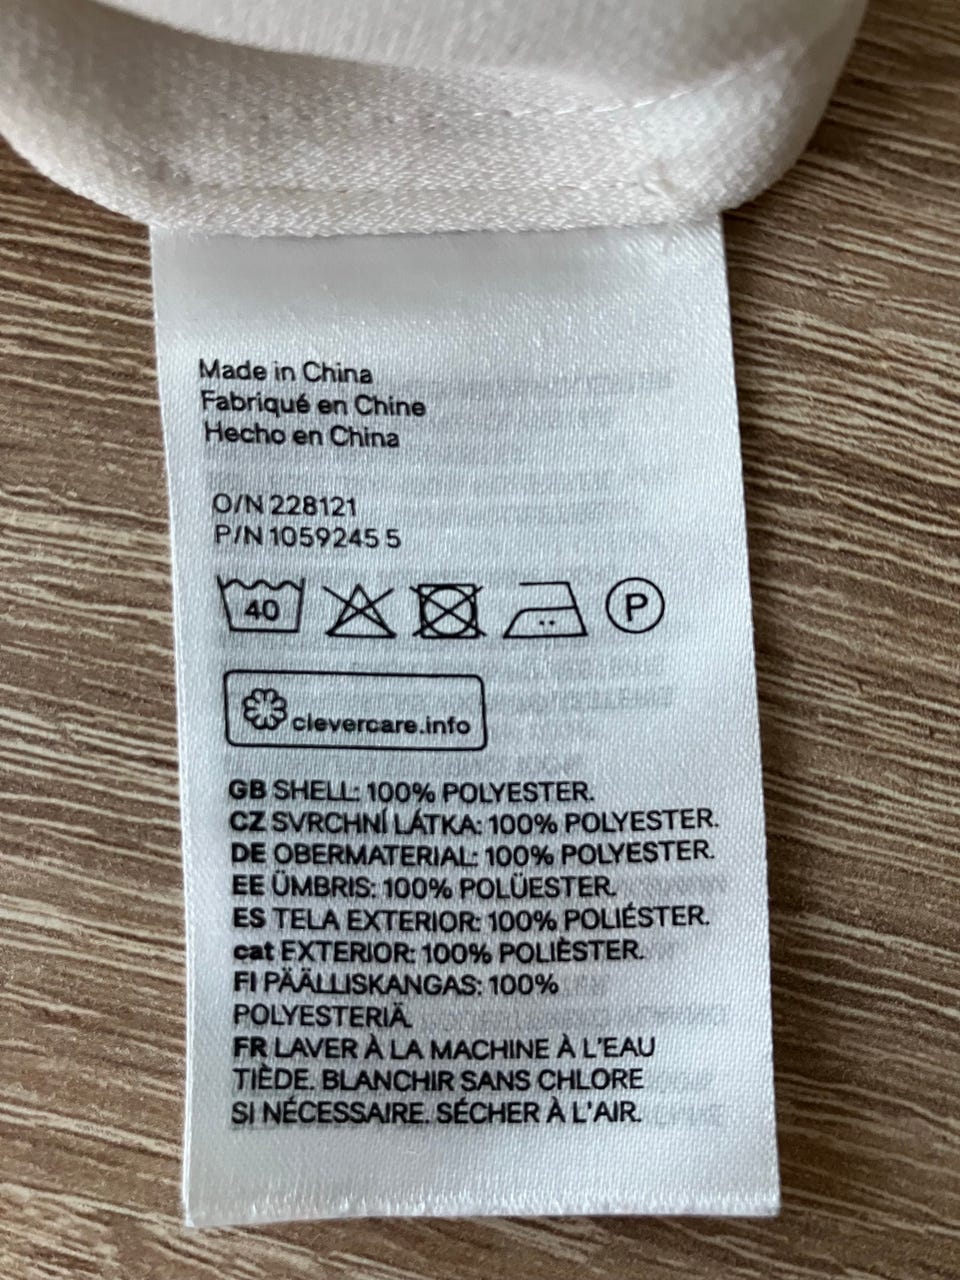 Made in China
Fabriqué en Chine
Hecho en China
O/N 228121
P/N 1059245 5
40
P
clevercare.info
GB SHELL: 100% POLYESTER.
CZ SVRCHNÍ LÁTKA: 100% POLYESTER.
DE OBERMATERIAL: 100% POLYESTER.
EE ÜMBRIS: 100% POLÜESTER.
ES TELA EXTERIOR: 100% POLIÉSTER.
cat EXTERIOR: 100% POLIÈSTER.
FI PÄÄLLISKANGAS: 100%
POLYESTERIÄ.
FR LAVER À LA MACHINE À L'EAU
TIÈDE. BLANCHIR SANS CHLORE
SI NÉCESSAIRE. SÉCHER À L'AIR.